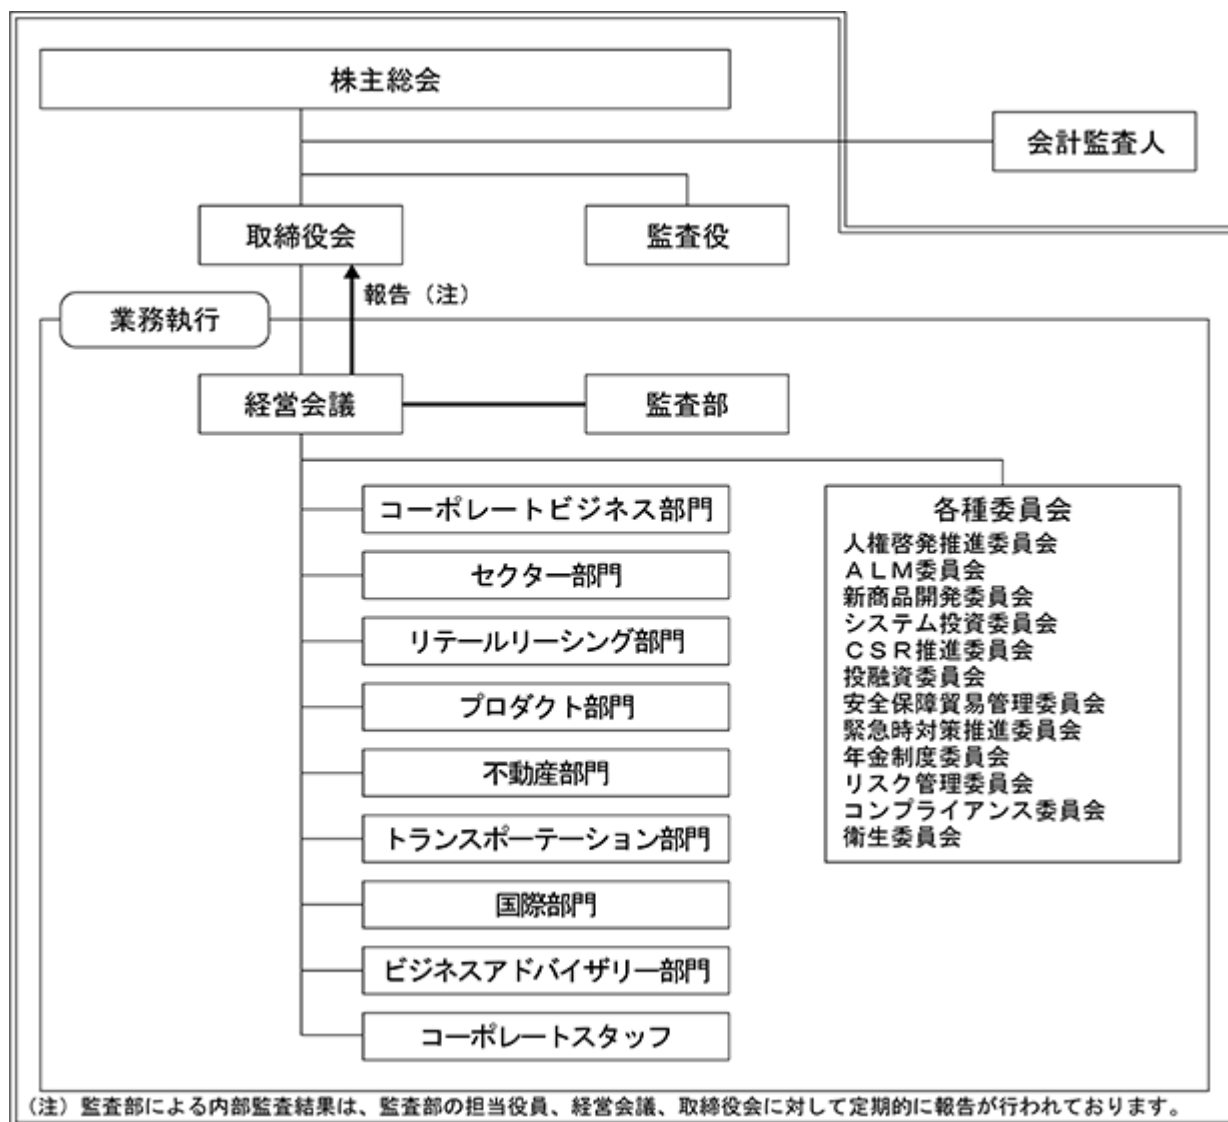 株主総会
会計監査人
取締役会
監査役
報告（注）
業務執行
経営会議
監査部
コーポレートビジネス部門
セクター部門
リテールリーシング部門
プロダクト部門
不動産部門
トランスポーテーション部門
国際部門
ビジネスアドバイザリー部門
コーポレートスタッフ
各種委員会
人権啓発推進委員会
ＡＬＭ委員会
新商品開発委員会
システム投資委員会
ＣＳＲ推進委員会
投融資委員会
安全保障貿易管理委員会
緊急時対策推進委員会
年金制度委員会
リスク管理委員会
コンプライアンス委員会
衛生委員会
（注）監査部による内部監査結果は、監査部の担当役員、経営会議、取締役会に対して定期的に報告が行われております。